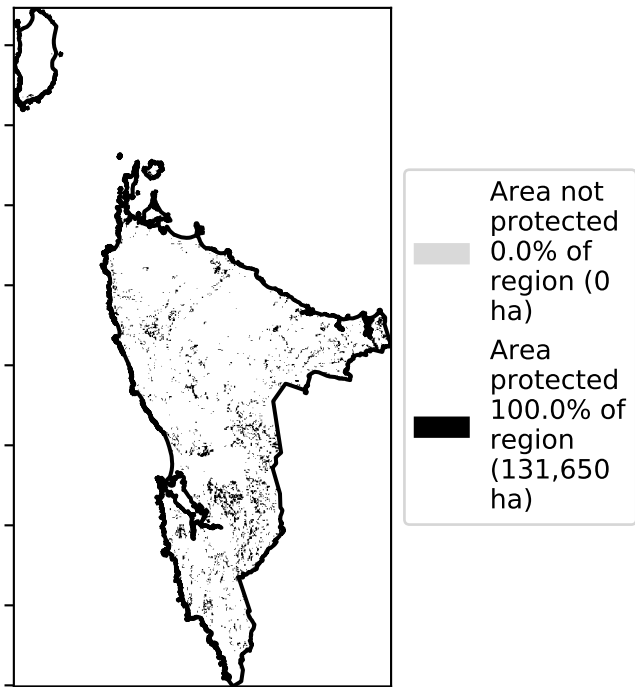 Area not
protected
0.0% of
region (0
ha)
Area
protected
100.0% of
region
(131,650
ha)